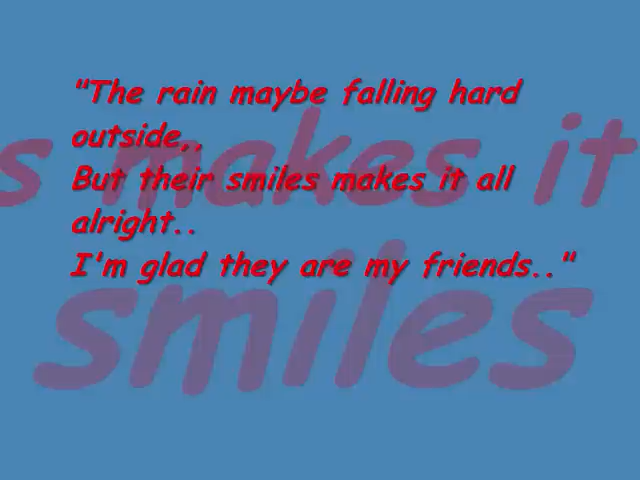 "The rain maybe falling hard
outside,,
But their smiles makes it all
alright..
I'm glad they are my friends.."
s makes it
smiles